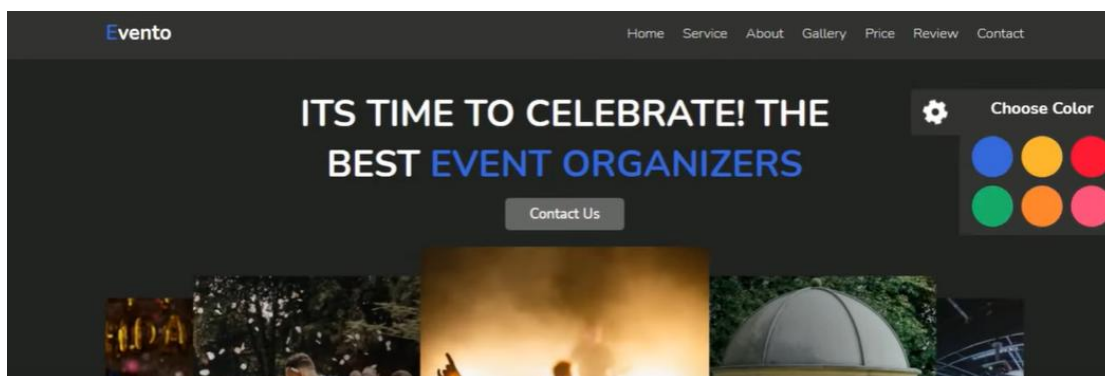 Evento
Home Service About Gallery Price Review Contact
ITS TIME TO CELEBRATE! THE
BEST EVENT ORGANIZERS
Choose Color
Contact Us